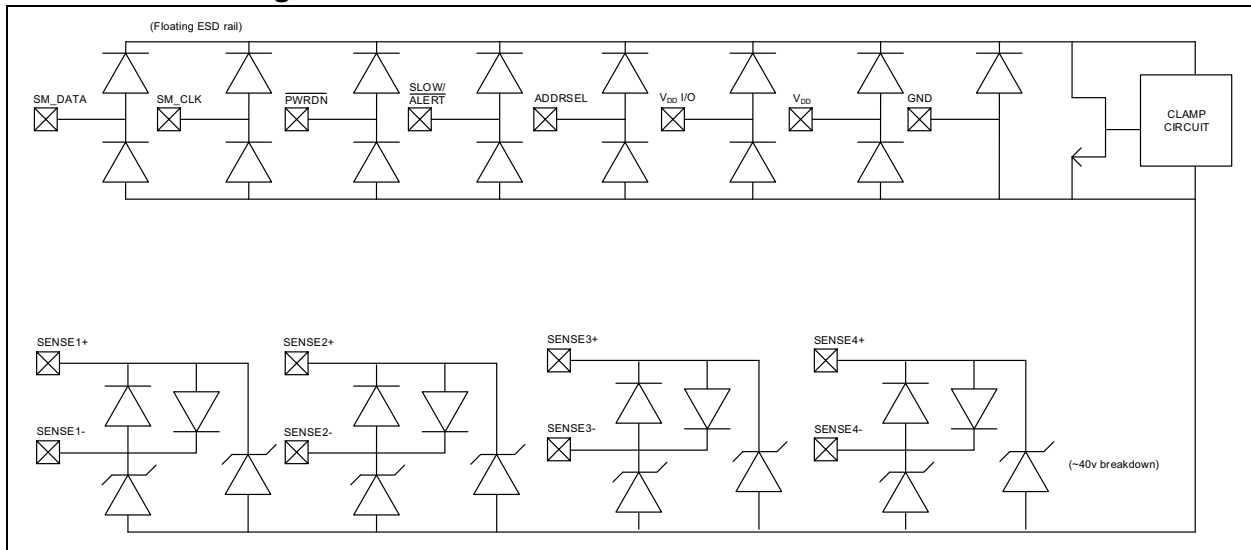 (Floating ESD rail)
SM_DATA
SM_CLK
PWRDN
SLOW/
ALERT
ADDRSEL
VDD I/O
VDD
GND
CLAMP
CIRCUIT
SENSE1+
SENSE2+
SENSE3+
SENSE4+
SENSE1-
SENSE2-
SENSE3-
SENSE4-
(~40v breakdown)